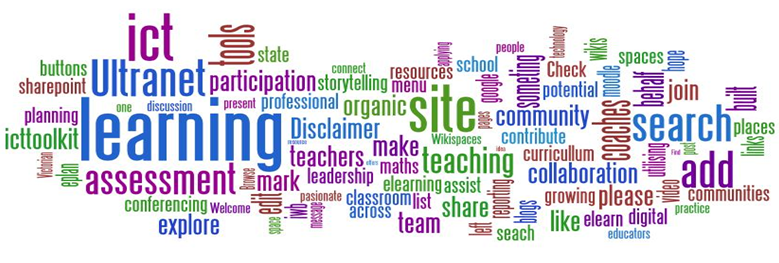 ict
tools
state
buttons
Ultranet
participation
connect
storytelling
resources
menu
applying
school
people
google
someting
technology
Check
wikis
spaces
hope
behalf
join
built
sharepoint
potential
moodle
planning
one
discussion
present
professional
organic
site
pages
community
coaches
search
places
links
icttoolkit
learning
Disclaimer
Wikispaces
contribute
make
teachers
maths
teaching
idea
curriculum
utilising
Find
post
add
Victorian
eplan
assessment
Browse
mark
leadership
elearning
assist
collaboration
video
communities
conferencing
Welcome
edit
space
iwb
pasionate
message
classroom
list
across
share
left
reporting
blogs
growing
please
practice
explore
team
seach
like
elearn
digital
educators